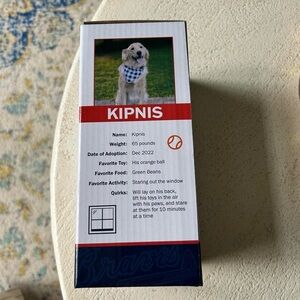 KIPNIS
Name: Kipnis
Weight: 65 pounds
Date of Adoption: Dec 2022
Favorite Toy: His orange ball
Favorite Food: Green Beans
Favorite Activity: Staring out the window
Quirks: Will lay on his back,
lift his toys in the air
with his paws, and stare
at them for 10 minutes
at a time
Braves